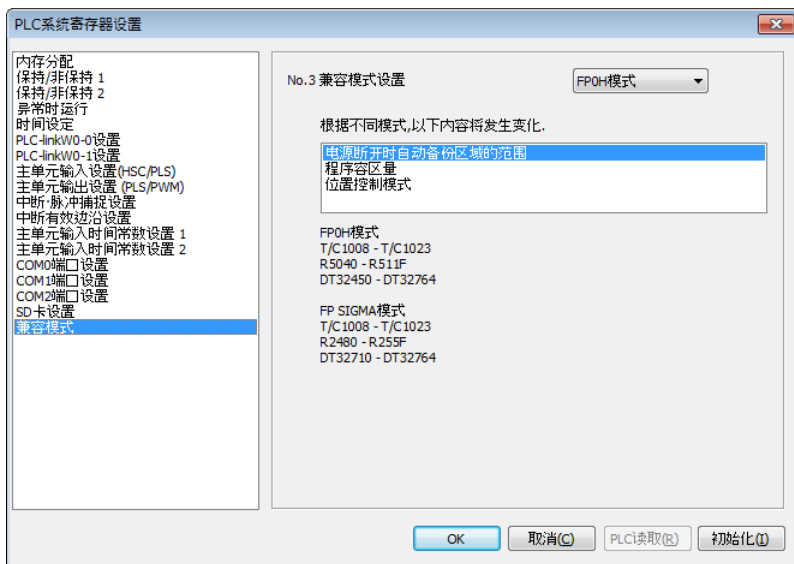 PLC系统寄存器设置
内存分配
保持/非保持 1
保持/非保持 2
异常时运行
时间设定
PLC-linkW0-0设置
PLC-linkW0-1设置
主单元输入设置(HSC/PLS)
主单元输出设置 (PLS/PWM)
中断·脉冲捕捉设置
中断有效边沿设置
主单元输入时间常数设置 1
主单元输入时间常数设置 2
COM0端口设置
COM1端口设置
COM2端口设置
SD卡设置
兼容模式
No.3 兼容模式设置
FP0H模式
根据不同模式,以下内容将发生变化.
电源断开时自动备份区域的范围
程序容区量
位置控制模式
FP0H模式
T/C1008 - T/C1023
R5040 - R511F
DT32450 - DT32764
FP SIGMA模式
T/C1008 - T/C1023
R2480 - R255F
DT32710 - DT32764
OK
取消(C)
PLC读取(R)
初始化(I)